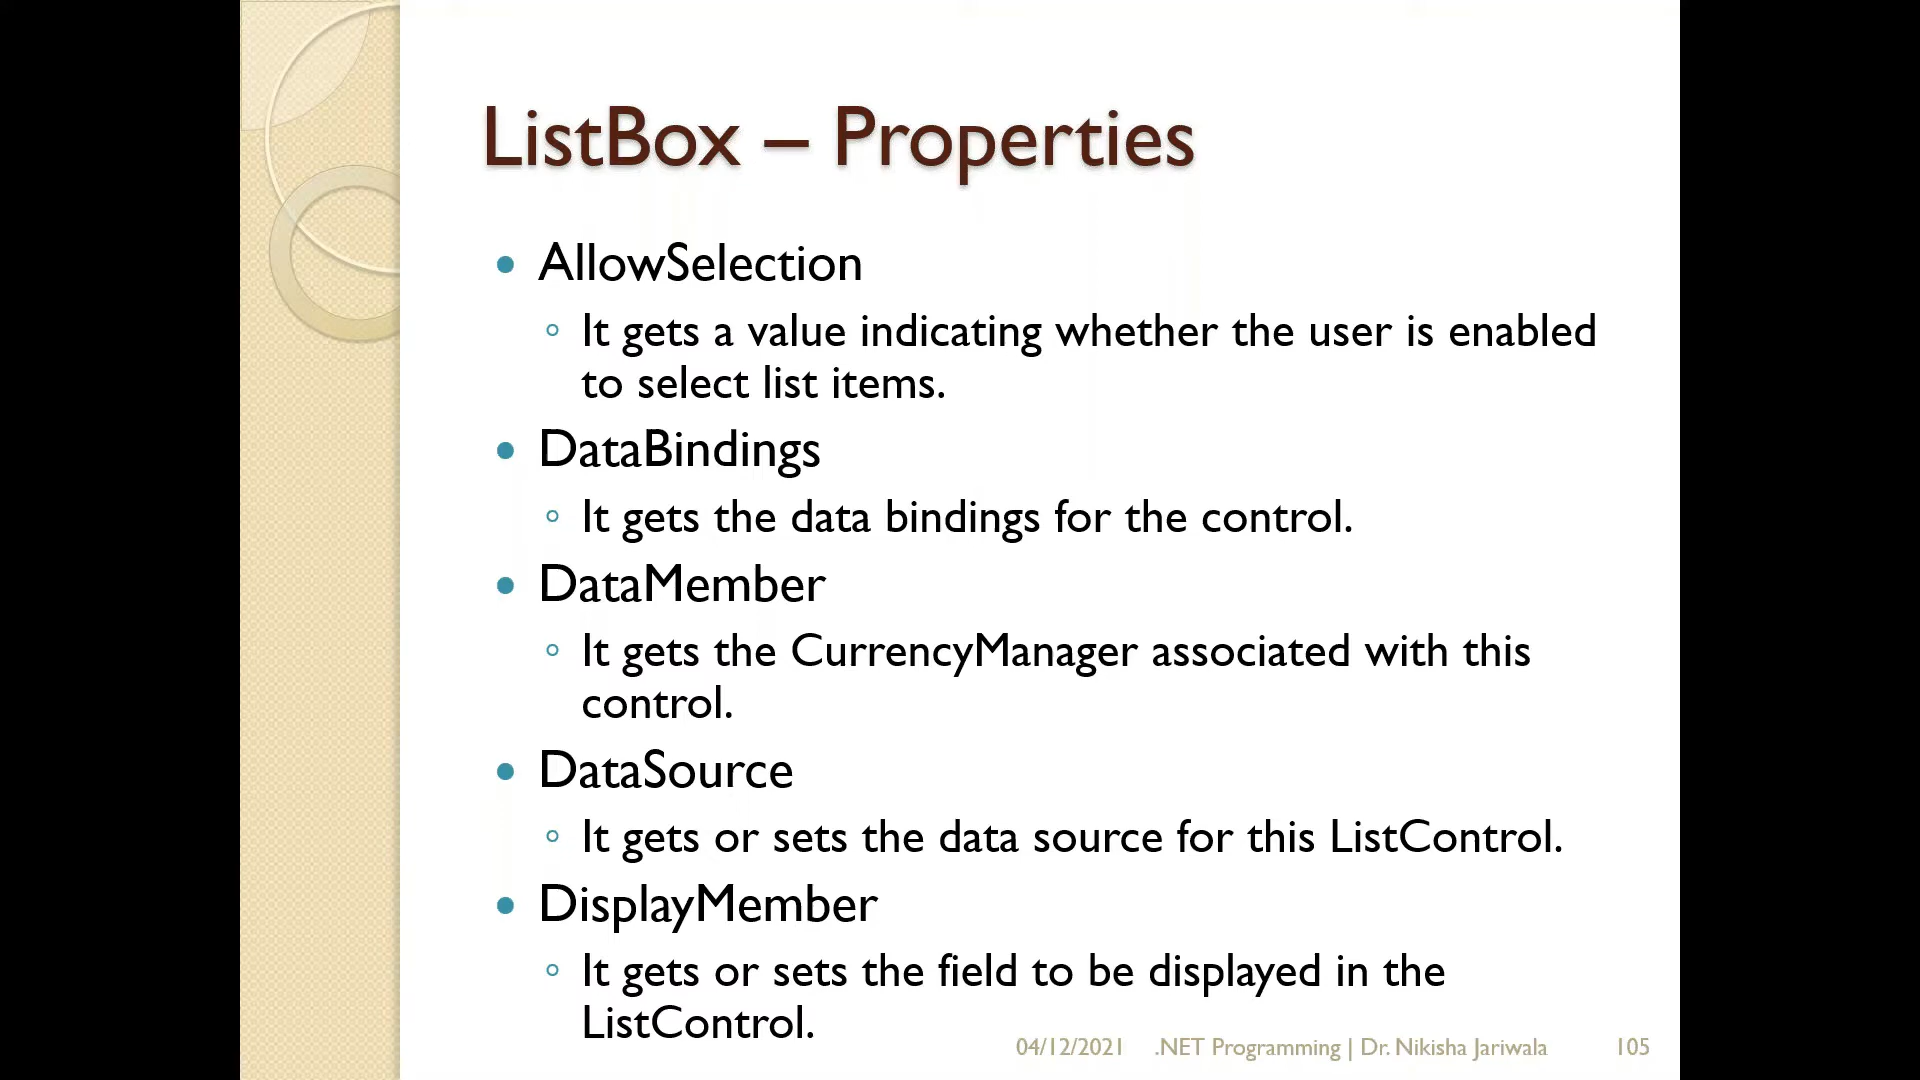 ListBox – Properties
AllowSelection
It gets a value indicating whether the user is enabled
to select list items.
DataBindings
It gets the data bindings for the control.
DataMember
It gets the CurrencyManager associated with this
control.
DataSource
It gets or sets the data source for this ListControl.
DisplayMember
It gets or sets the field to be displayed in the
ListControl.
04/12/2021 .NET Programming | Dr. Nikisha Jariwala 105